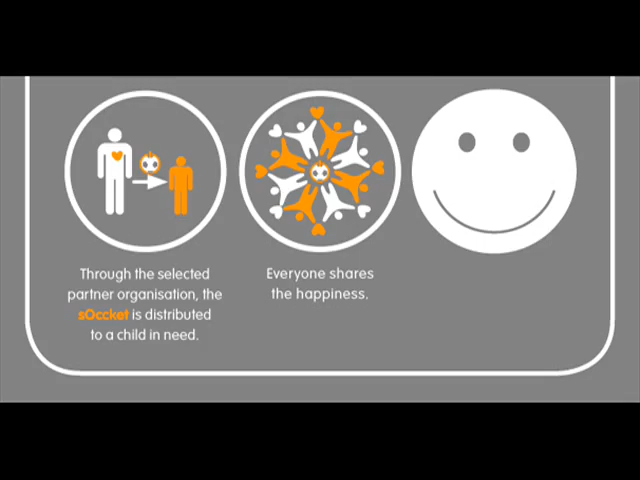 Through the selected
partner organisation, the
sOccket is distributed
to a child in need.
Everyone shares
the happiness.